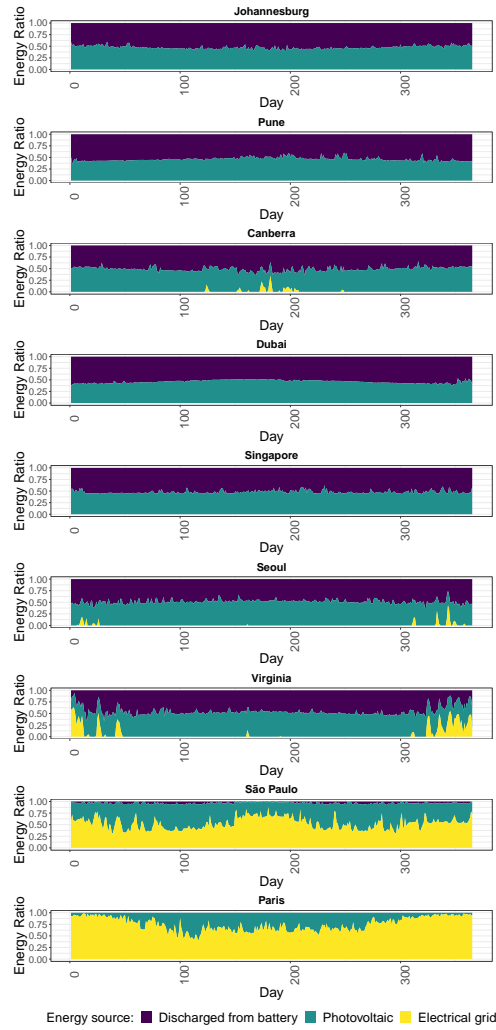 Johannesburg
Energy Ratio
1.00
0.75
0.50
0.25
0.00
0
100
200
300
Day
Pune
Energy Ratio
1.00
0.75
0.50
0.25
0.00
0
100
200
300
Day
Canberra
Energy Ratio
1.00
0.75
0.50
0.25
0.00
0
100
200
300
Day
Dubai
Energy Ratio
1.00
0.75
0.50
0.25
0.00
0
100
200
300
Day
Singapore
Energy Ratio
1.00
0.75
0.50
0.25
0.00
0
100
200
300
Day
Seoul
Energy Ratio
1.00
0.75
0.50
0.25
0.00
0
100
200
300
Day
Virginia
Energy Ratio
1.00
0.75
0.50
0.25
0.00
0
100
200
300
Day
São Paulo
Energy Ratio
1.00
0.75
0.50
0.25
0.00
0
100
200
300
Day
Paris
Energy Ratio
1.00
0.75
0.50
0.25
0.00
0
100
200
300
Day
Energy source: Discharged from battery Photovoltaic Electrical grid